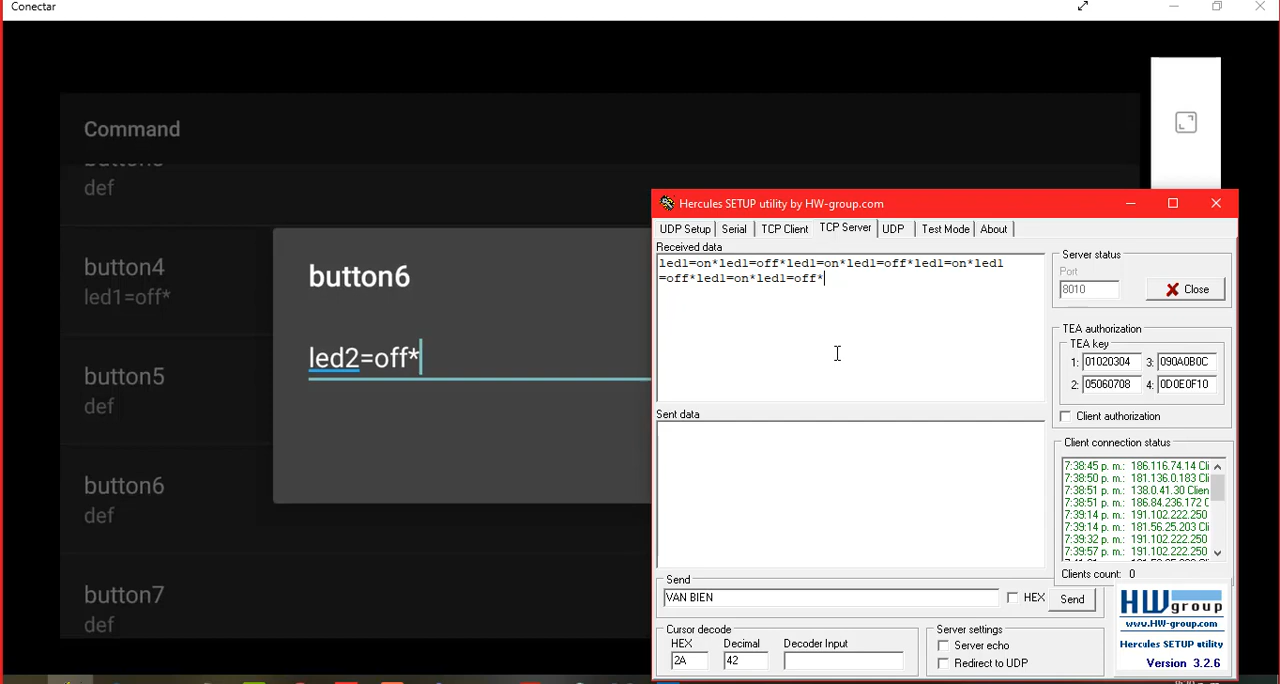 Conectar
Command
def
button4
led1=off*
button5
def
button6
def
button7
def
button6
led2=off*
Hercules SETUP utility by HW-group.com
UDP Setup
Serial
TCP Client
TCP Server
UDP
Test Mode
About
Received data
led1=on*led1=off*led1=on*led1=off*led1=on*led1
=off*led1=on*led1=off*
Sent data
Send
VAN BIEN
HEX
Send
Cursor decode
HEX
Decimal
Decoder Input
2A
42
Server settings
Server echo
Redirect to UDP
Server status
Port
8010
Close
TEA authorization
TEA key
1: 01020304 3: 090A0B0C
2: 05060708 4: 0D0E0F10
Client authorization
Client connection status
7:38:45 p. m.: 186.116.74.14 Cli
7:38:50 p. m.: 181.136.0.183 Clie
7:38:51 p. m.: 138.0.41.30 Clien
7:38:51 p. m.: 186.84.236.172 C
7:39:14 p. m.: 191.102.222.250
7:39:14 p. m.: 181.56.25.203 Cli
7:39:32 p. m.: 191.102.222.250
7:39:57 p. m.: 191.102.222.250
Clients count: 0
HWgroup
www.HW-group.com
Hercules SETUP utility
Version 3.2.6